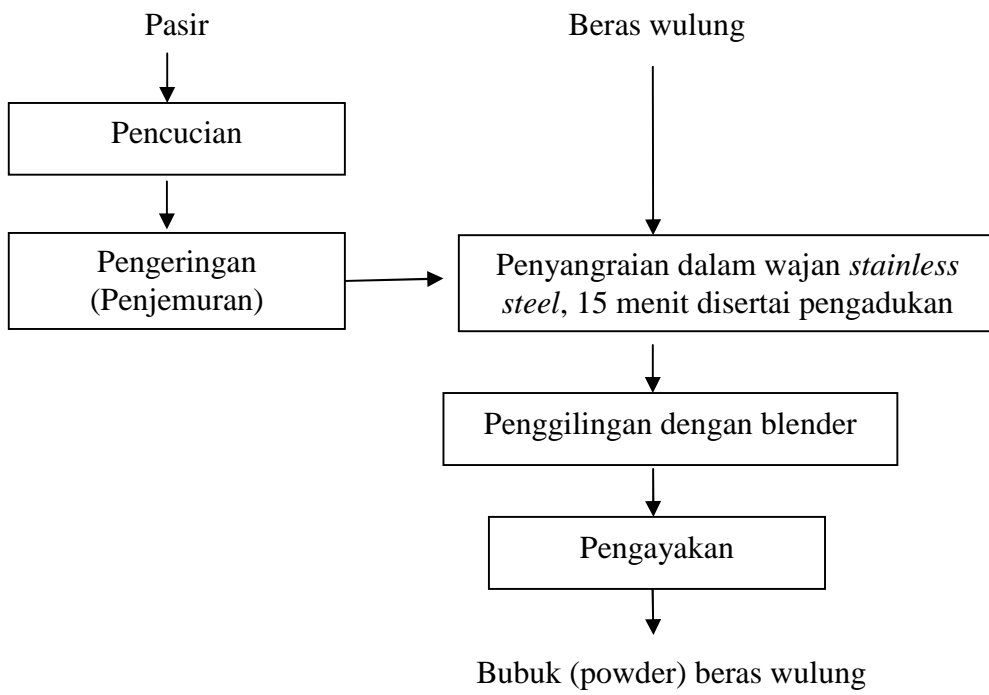 Pasir
Beras wulung
Pencucian
Pengeringan
(Penjemuran)
Penyangraian dalam wajan stainless
steel, 15 menit disertai pengadukan
Penggilingan dengan blender
Pengayakan
Bubuk (powder) beras wulung